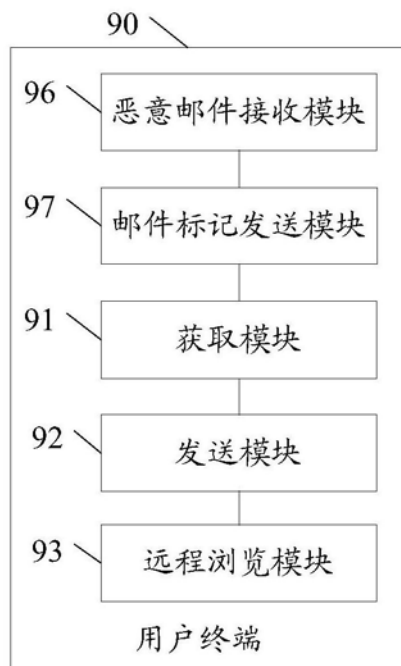 90
96
恶意邮件接收模块
97
邮件标记发送模块
91
获取模块
92
发送模块
93
远程浏览模块
用户终端